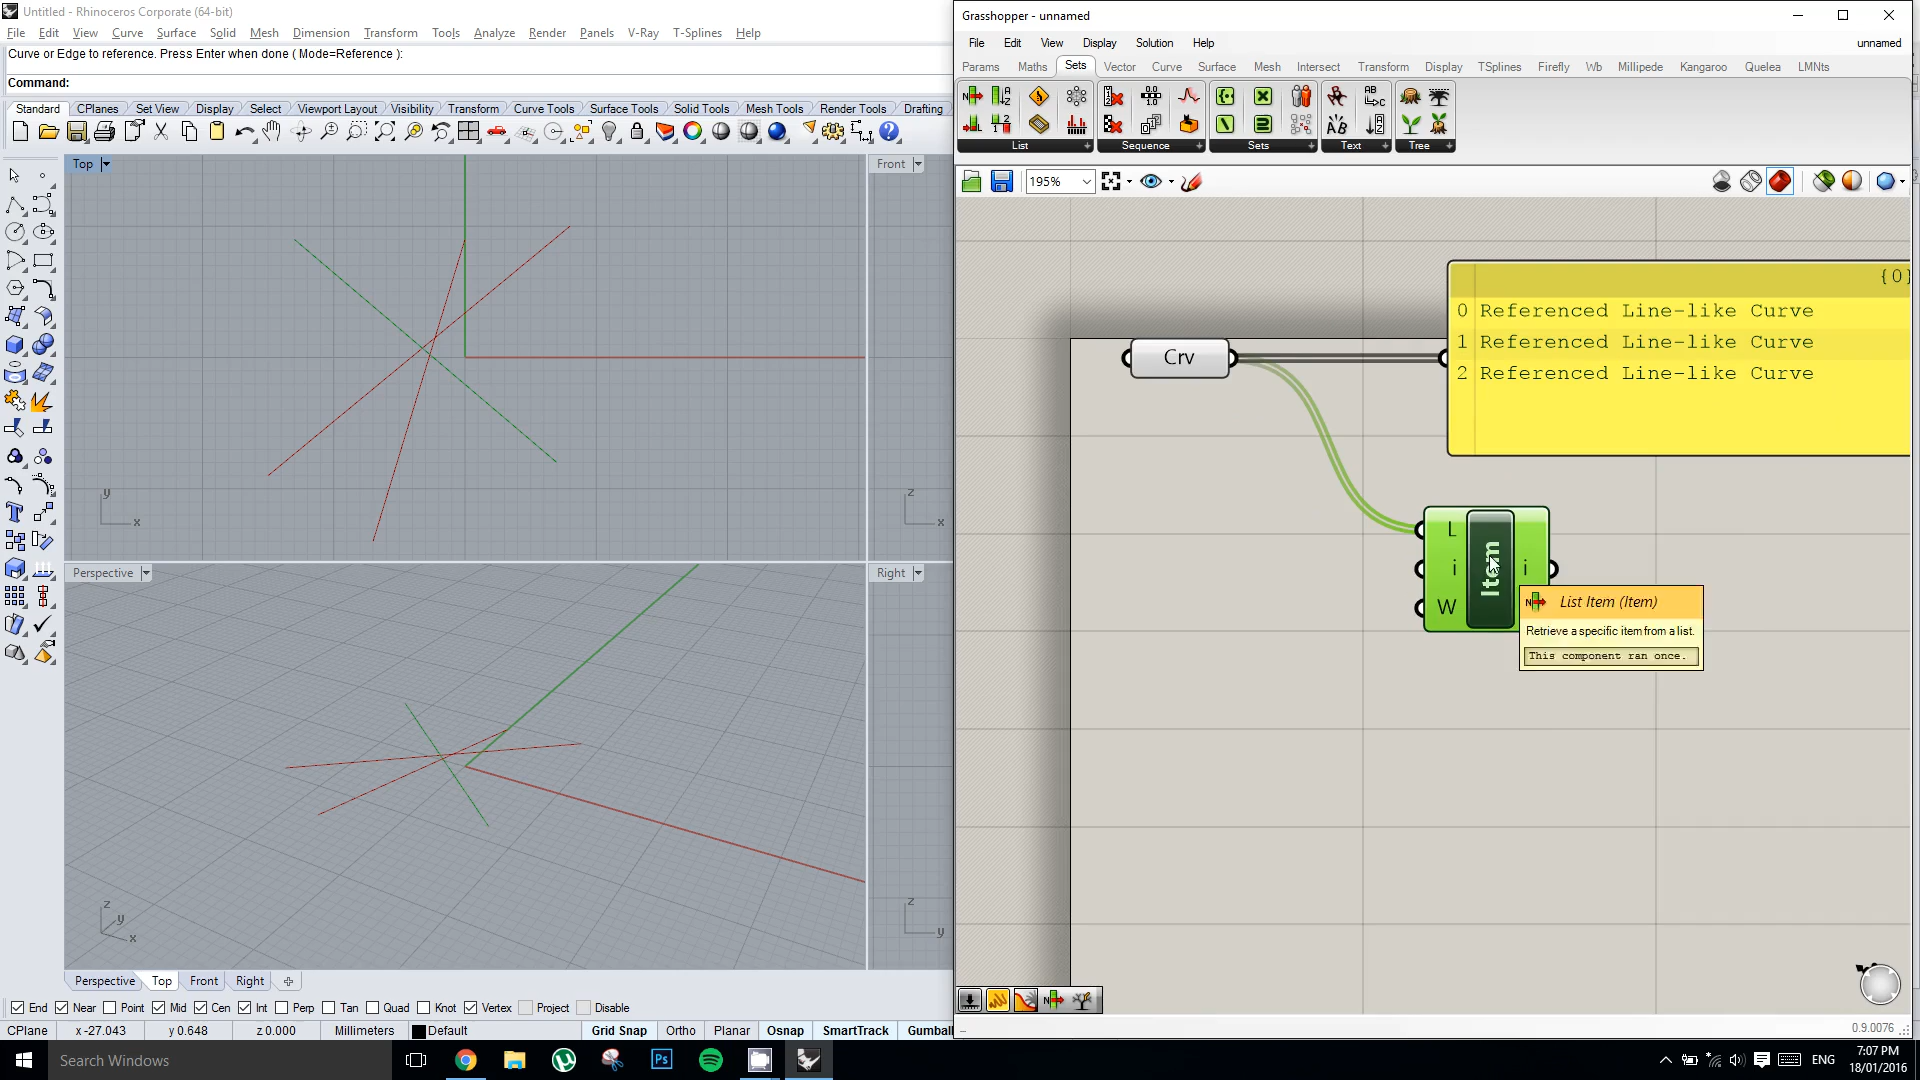 Untitled - Rhinoceros Corporate (64-bit)
File Edit View Curve Surface Solid Mesh Dimension Transform Tools Analyze Render Panels V-Ray T-Splines Help
Curve or Edge to reference. Press Enter when done ( Mode=Reference ):
Command:
Standard CPlanes Set View Display Select Viewport Layout Visibility Transform Curve Tools Surface Tools Solid Tools Mesh Tools Render Tools Drafting
Top
Front
y
x
z
x
Perspective
Right
z
y
x
z
y
Perspective Top Front Right
End Near Point Mid Cen Int Perp Tan Quad Knot Vertex Project Disable
CPlane x -27.043 y 0.648 z 0.000 Millimeters Default Grid Snap Ortho Planar Osnap SmartTrack Gumball
Grasshopper - unnamed
File Edit View Display Solution Help unnamed
Params Maths Sets Vector Curve Surface Mesh Intersect Transform Display TSplines Firefly Wb Millipede Kangaroo Quelea LMNts
List Sequence Sets Text Tree
195%
{0}
0 Referenced Line-like Curve
1 Referenced Line-like Curve
2 Referenced Line-like Curve
Crv
L
i
W
Item
i
List Item (Item)
Retrieve a specific item from a list.
This component ran once.
0.9.0076
Search Windows
ENG
7:07 PM
18/01/2016